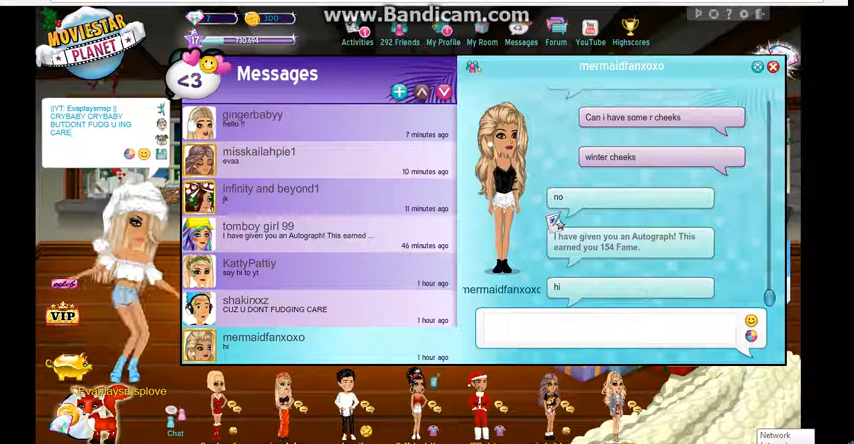 www.Bandicam.com
MOVIESTAR
PLANET
7
300
17
Activities
292 Friends
My Profile
My Room
Messages
Forum
YouTube
Highscores
<3
Messages
mermaidfanxoxo
||YT: Evaplaysmsp ||
CRYBABY CRYBABY
BUTDONT FUDG U ING
CARE
gingerbabyy
hello !!
7 minutes ago
misskailahpie1
evaa
10 minutes ago
infinity and beyond1
jk
11 minutes ago
tomboy girl 99
I have given you an Autograph! This earned ...
46 minutes ago
KattyPattiy
say hi to yt
1 hour ago
shakirxxz
CUZ U DONT FUDGING CARE
1 hour ago
mermaidfanxoxo
hi
1 hour ago
Can i have some r cheeks
winter cheeks
no
I have given you an Autograph! This
earned you 154 Fame.
hi
mermaidfanxoxo
VIP
Chat
Network